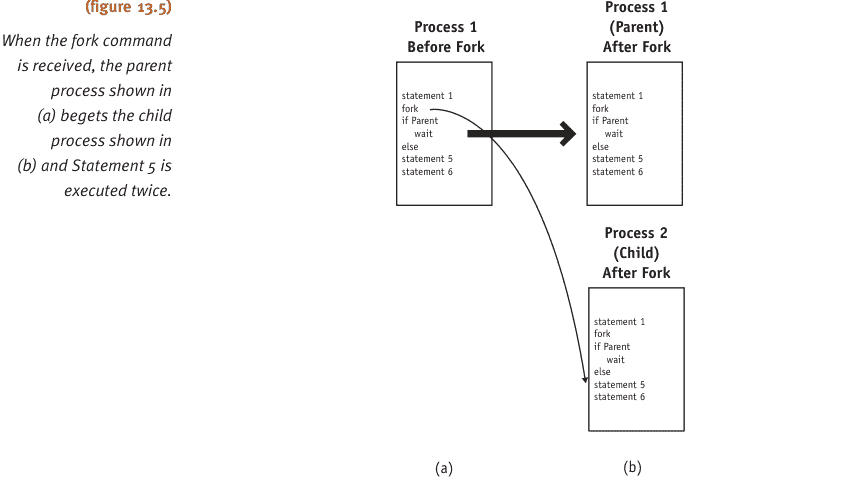 (figure 13.5)
When the fork command
is received, the parent
process shown in
(a) begets the child
process shown in
(b) and Statement 5 is
executed twice.
Process 1
Before Fork
statement 1
fork
if Parent
wait
else
statement 5
statement 6
Process 1
(Parent)
After Fork
statement 1
fork
if Parent
wait
else
statement 5
statement 6
Process 2
(Child)
After Fork
statement 1
fork
if Parent
wait
else
statement 5
statement 6
(a)
(b)